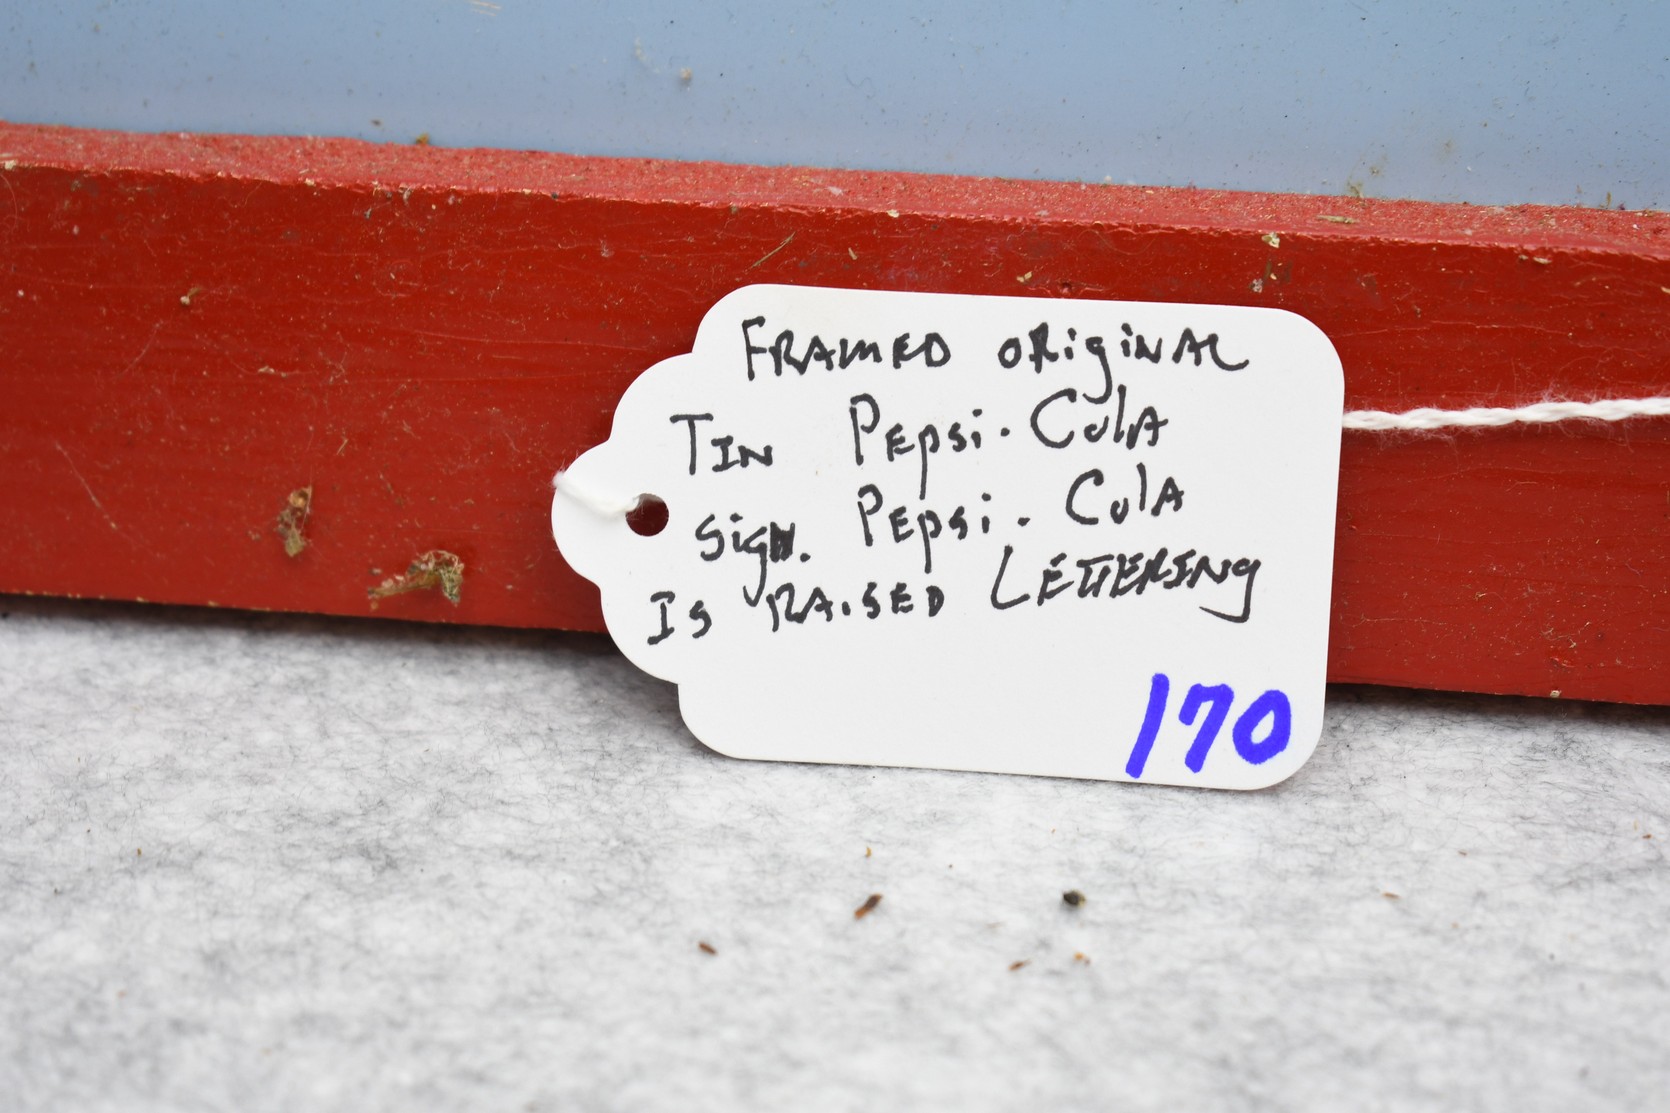 FRAMED ORiginAL
TIN PEpsi-ColA
Sign. PEpsi-ColA
Is RAiSED LETTERING
170